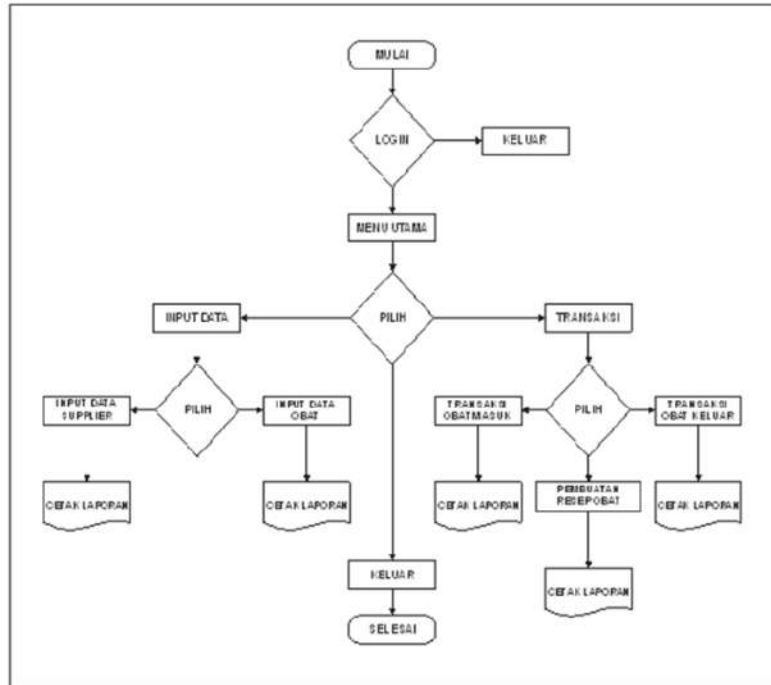 MULAI
LOGIN
KELUAR
MENU UTAMA
INPUT DATA
PILIH
TRANSAKSI
INPUT DATA
SUPPLIER
PILIH
INPUT DATA
OBAT
TRANSAKSI
OBAT MASUK
PILIH
TRANSAKSI
OBAT KELUAR
CETAK LAPORAN
CETAK LAPORAN
CETAK LAPORAN
PEMBUATAN
RESEP OBAT
CETAK LAPORAN
KELUAR
CETAK LAPORAN
SELESAI